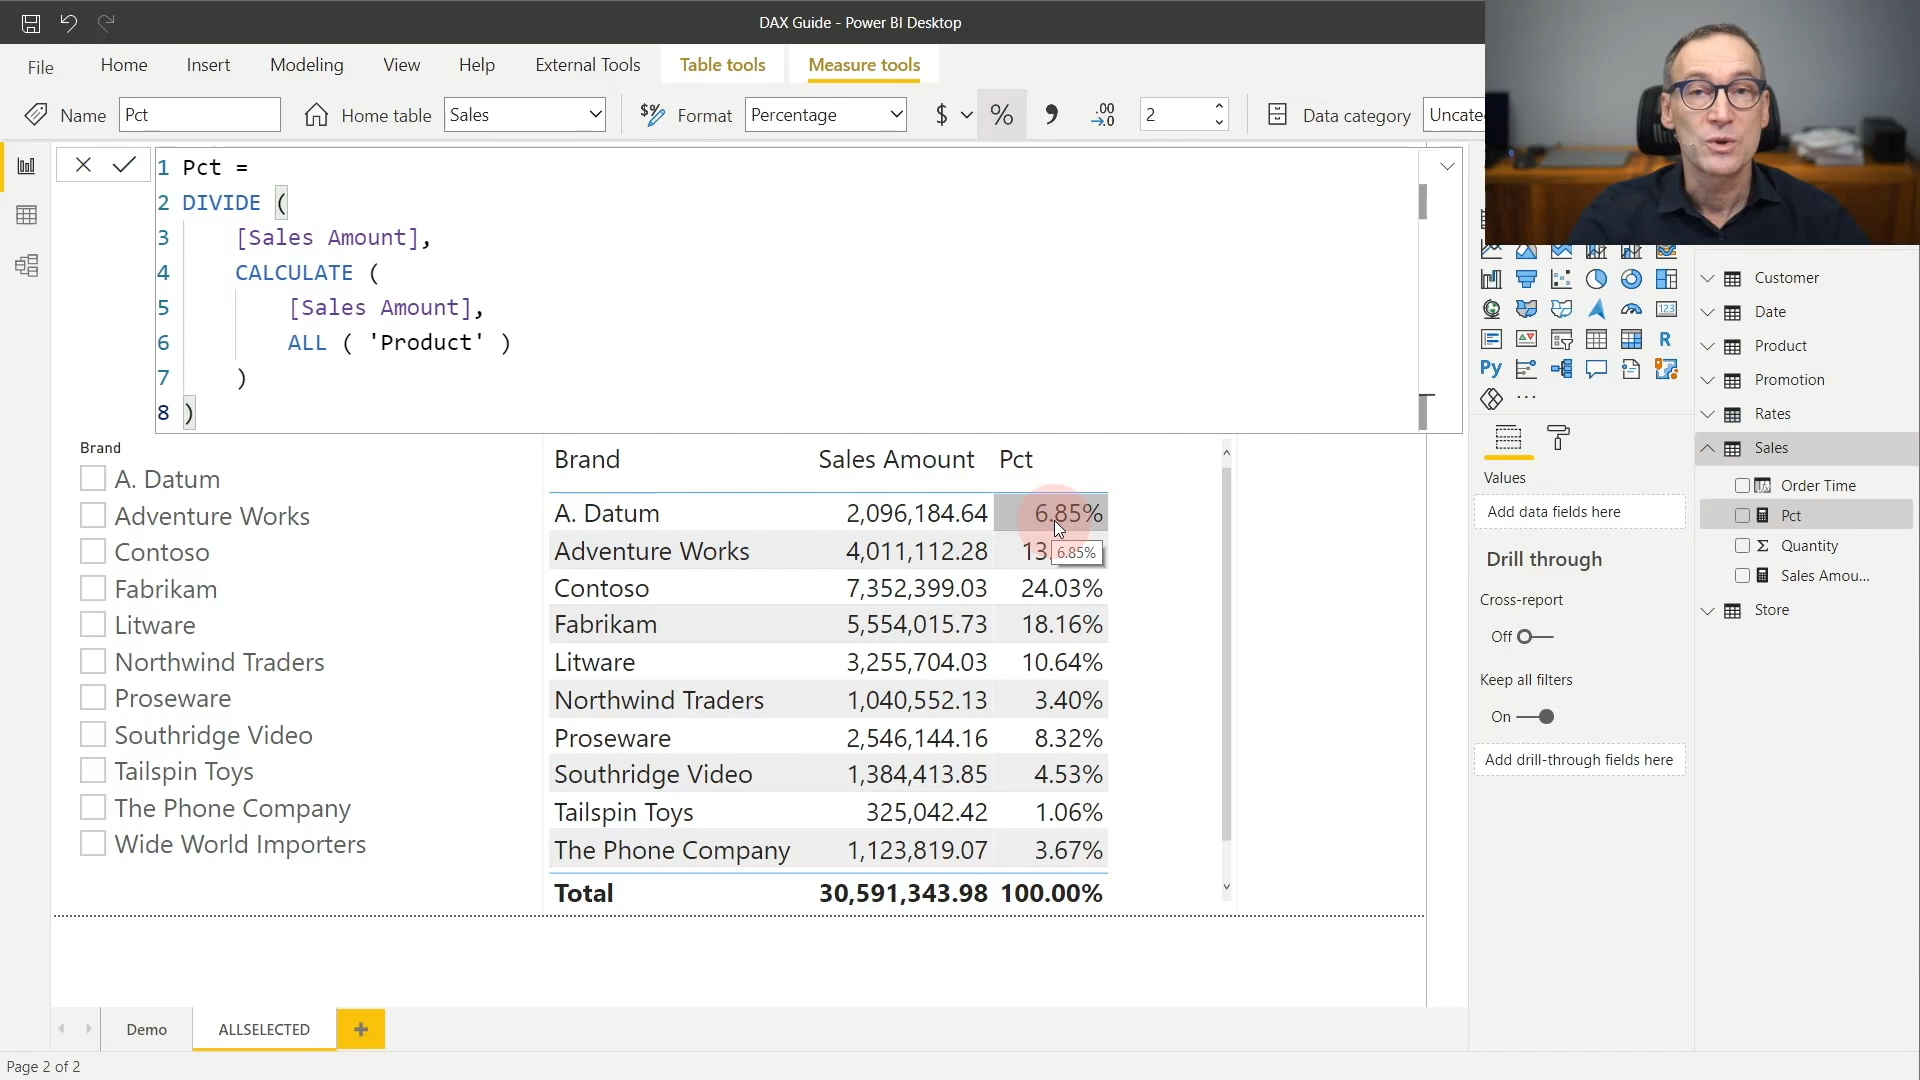 DAX Guide - Power BI Desktop
File Home Insert Modeling View Help External Tools Table tools Measure tools
Name Pct Home table Sales Format Percentage $ % 2 Data category Uncate
1 Pct =
2 DIVIDE (
3 [Sales Amount],
4 CALCULATE (
5 [Sales Amount],
6 ALL ( 'Product' )
7 )
8 )
Brand
A. Datum
Adventure Works
Contoso
Fabrikam
Litware
Northwind Traders
Proseware
Southridge Video
Tailspin Toys
The Phone Company
Wide World Importers
Brand Sales Amount Pct
A. Datum 2,096,184.64 6.85%
Adventure Works 4,011,112.28 13.
6.85%
Contoso 7,352,399.03 24.03%
Fabrikam 5,554,015.73 18.16%
Litware 3,255,704.03 10.64%
Northwind Traders 1,040,552.13 3.40%
Proseware 2,546,144.16 8.32%
Southridge Video 1,384,413.85 4.53%
Tailspin Toys 325,042.42 1.06%
The Phone Company 1,123,819.07 3.67%
Total 30,591,343.98 100.00%
123
R
Py
Values
Add data fields here
Drill through
Cross-report
Off
Keep all filters
On
Add drill-through fields here
Customer
Date
Product
Promotion
Rates
Sales
Order Time
Pct
Σ Quantity
Sales Amou...
Store
Demo ALLSELECTED
Page 2 of 2